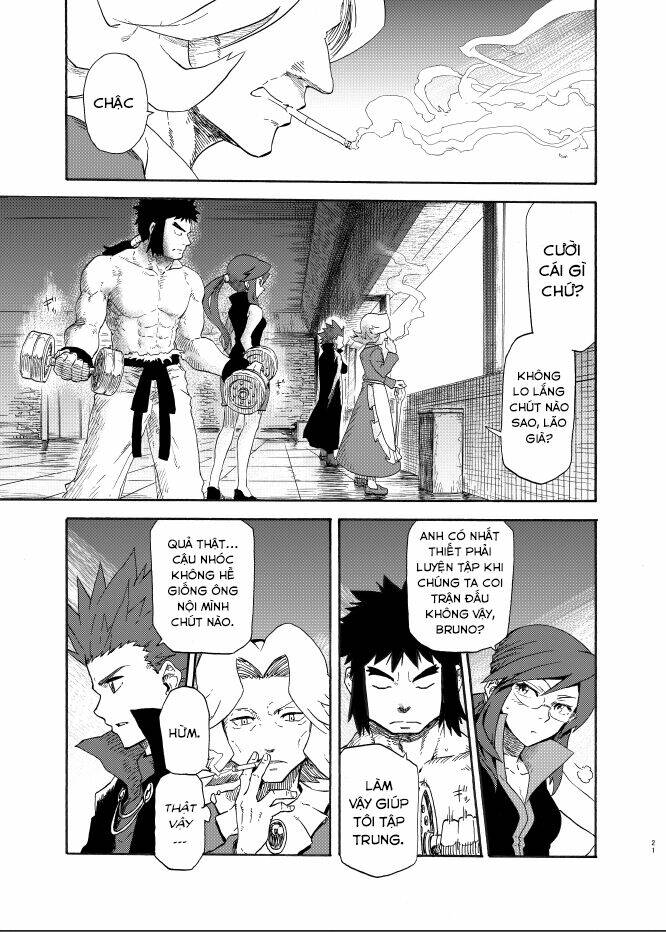 CHẬC
CƯỜI
CÁI GÌ
CHỨ?
KHÔNG
LO LẮNG
CHÚT NÀO
SAO, LÃO
GIÀ?
ANH CÓ NHẤT
THIẾT PHẢI
LUYỆN TẬP KHI
CHÚNG TA COI
TRẬN ĐẤU
KHÔNG VẬY,
BRUNO?
LÀM
VẬY GIÚP
TÔI TẬP
TRUNG.
QUẢ THẬT...
CẬU NHÓC
KHÔNG HỀ
GIỐNG ÔNG
NỘI MÌNH
CHÚT NÀO.
HỪM.
THẬT
VẬY
---
21